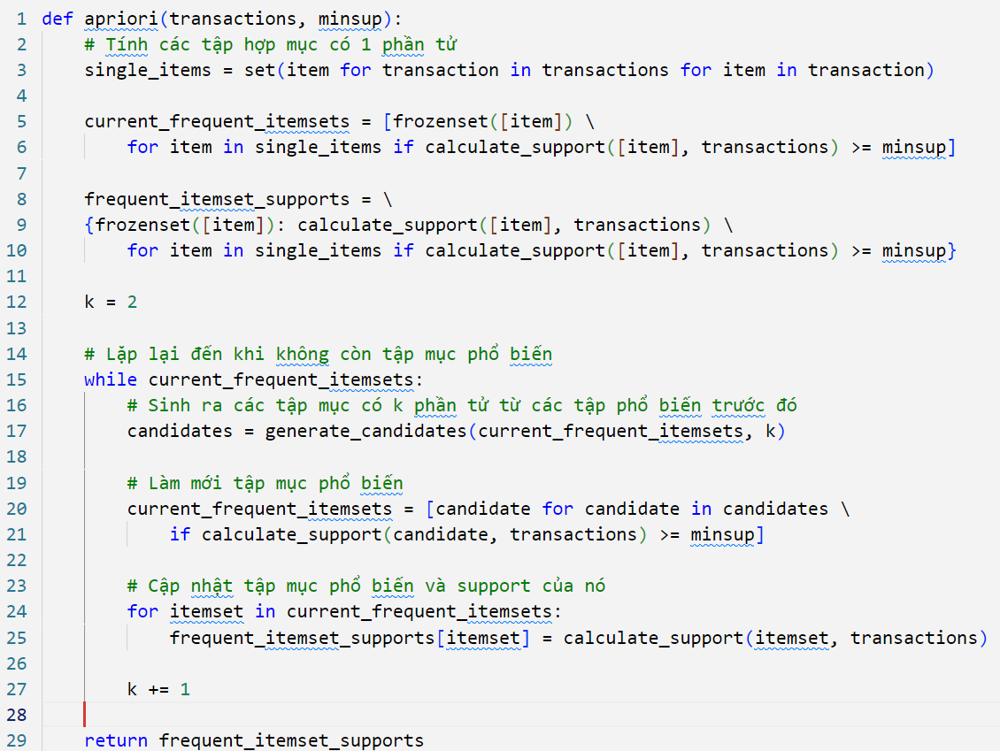 1 def apriori(transactions, minsup):
2 # Tính các tập hợp mục có 1 phần tử
3 single_items = set(item for transaction in transactions for item in transaction)
4
5 current_frequent_itemsets = [frozenset([item]) \
6 for item in single_items if calculate_support([item], transactions) >= minsup]
7
8 frequent_itemset_supports = \
9 {frozenset([item]): calculate_support([item], transactions) \
10 for item in single_items if calculate_support([item], transactions) >= minsup}
11
12 k = 2
13
14 # Lặp lại đến khi không còn tập mục phổ biến
15 while current_frequent_itemsets:
16 # Sinh ra các tập mục có k phần tử từ các tập phổ biến trước đó
17 candidates = generate_candidates(current_frequent_itemsets, k)
18
19 # Làm mới tập mục phổ biến
20 current_frequent_itemsets = [candidate for candidate in candidates \
21 if calculate_support(candidate, transactions) >= minsup]
22
23 # Cập nhật tập mục phổ biến và support của nó
24 for itemset in current_frequent_itemsets:
25 frequent_itemset_supports[itemset] = calculate_support(itemset, transactions)
26
27 k += 1
28
29 return frequent_itemset_supports